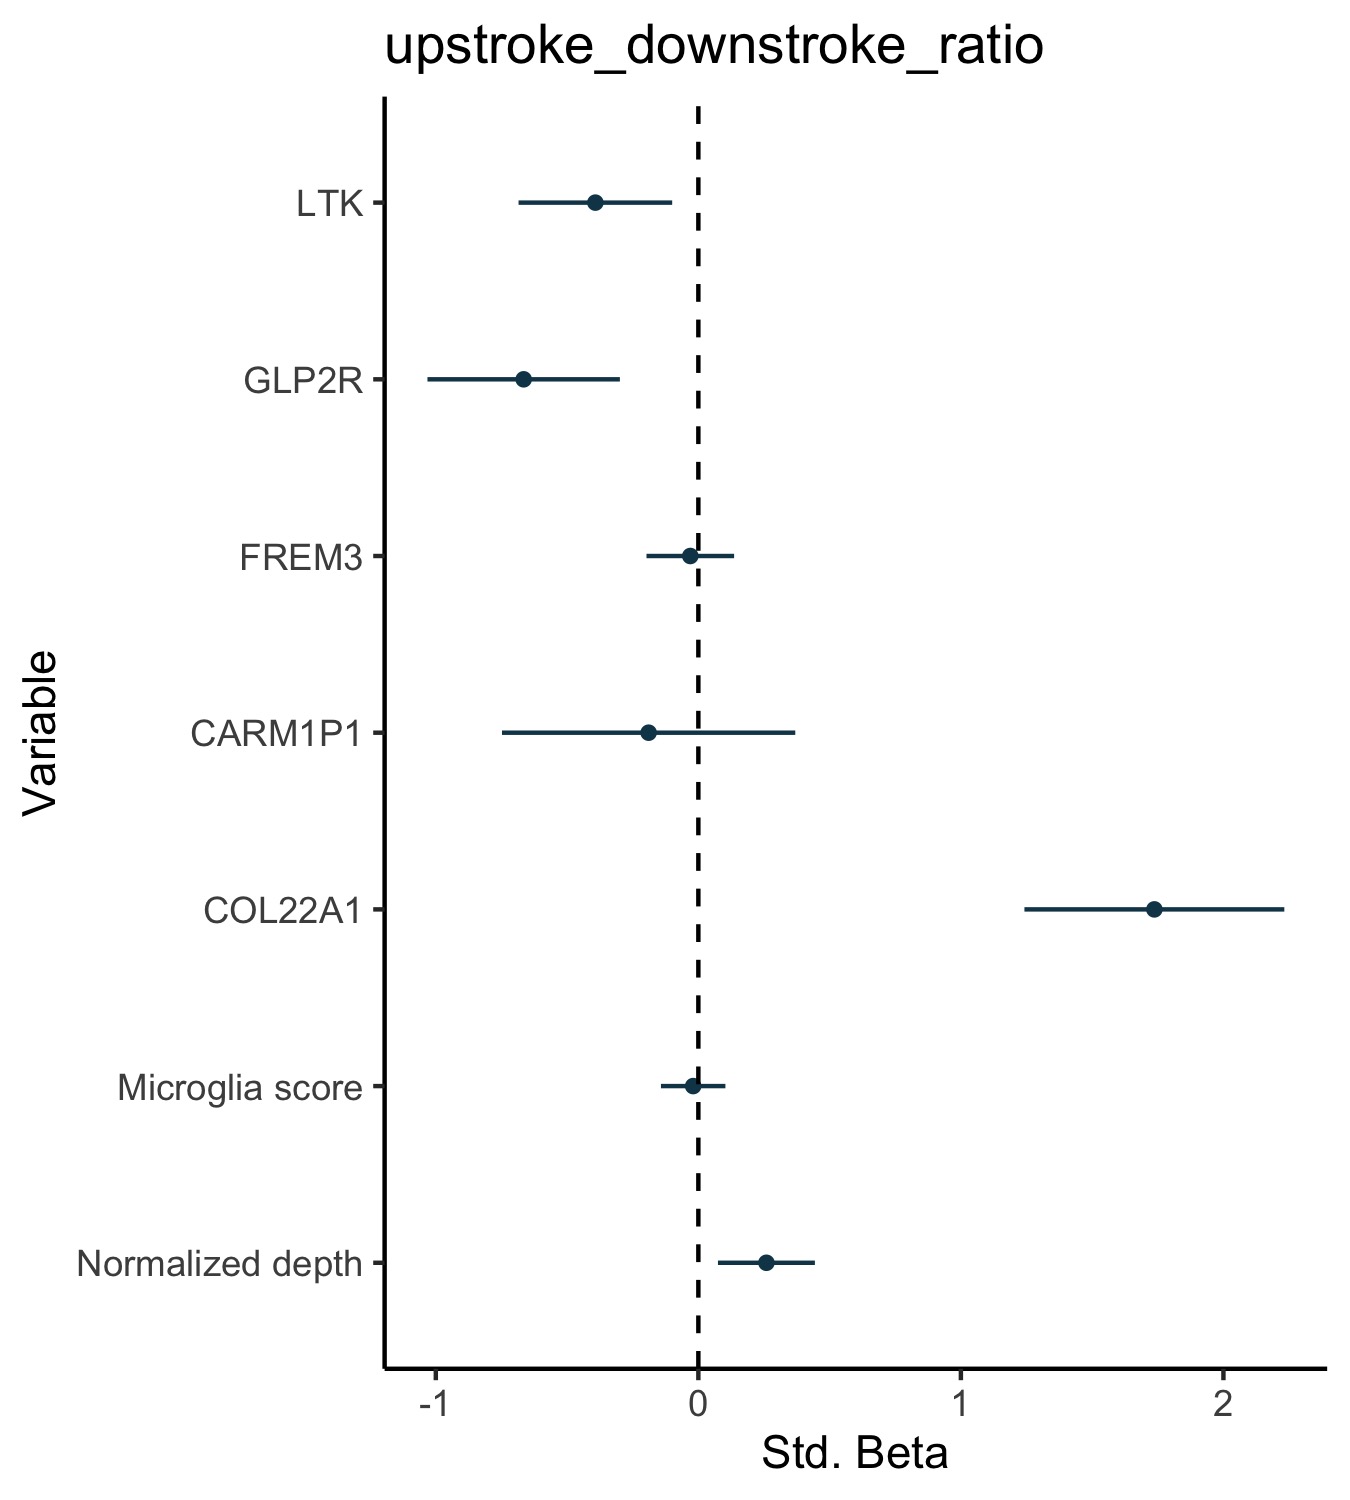 upstroke_downstroke_ratio
LTK
GLP2R
FREM3
CARM1P1
COL22A1
Microglia score
Normalized depth
Variable
-1 0 1 2
Std. Beta